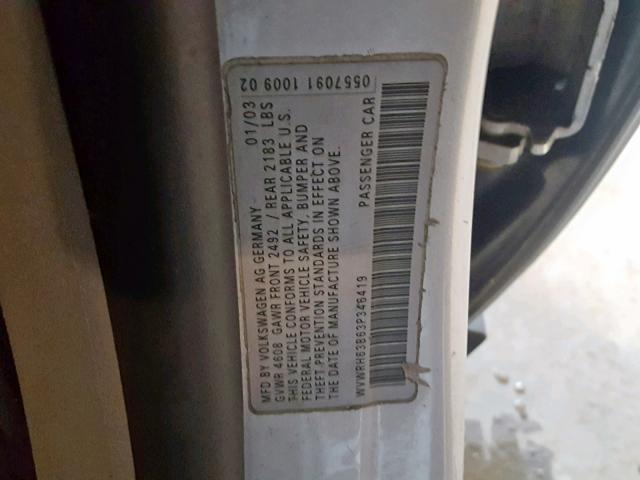 0557091 1009 02
MFD BY VOLKSWAGEN AG GERMANY 01/03
GVWR 4608 GAWR FRONT 2492 / REAR 2183 LBS
THIS VEHICLE CONFORMS TO ALL APPLICABLE U.S.
FEDERAL MOTOR VEHICLE SAFETY, BUMPER AND
THEFT PREVENTION STANDARDS IN EFFECT ON
THE DATE OF MANUFACTURE SHOWN ABOVE.
WVWRH63B63P346419 PASSENGER CAR